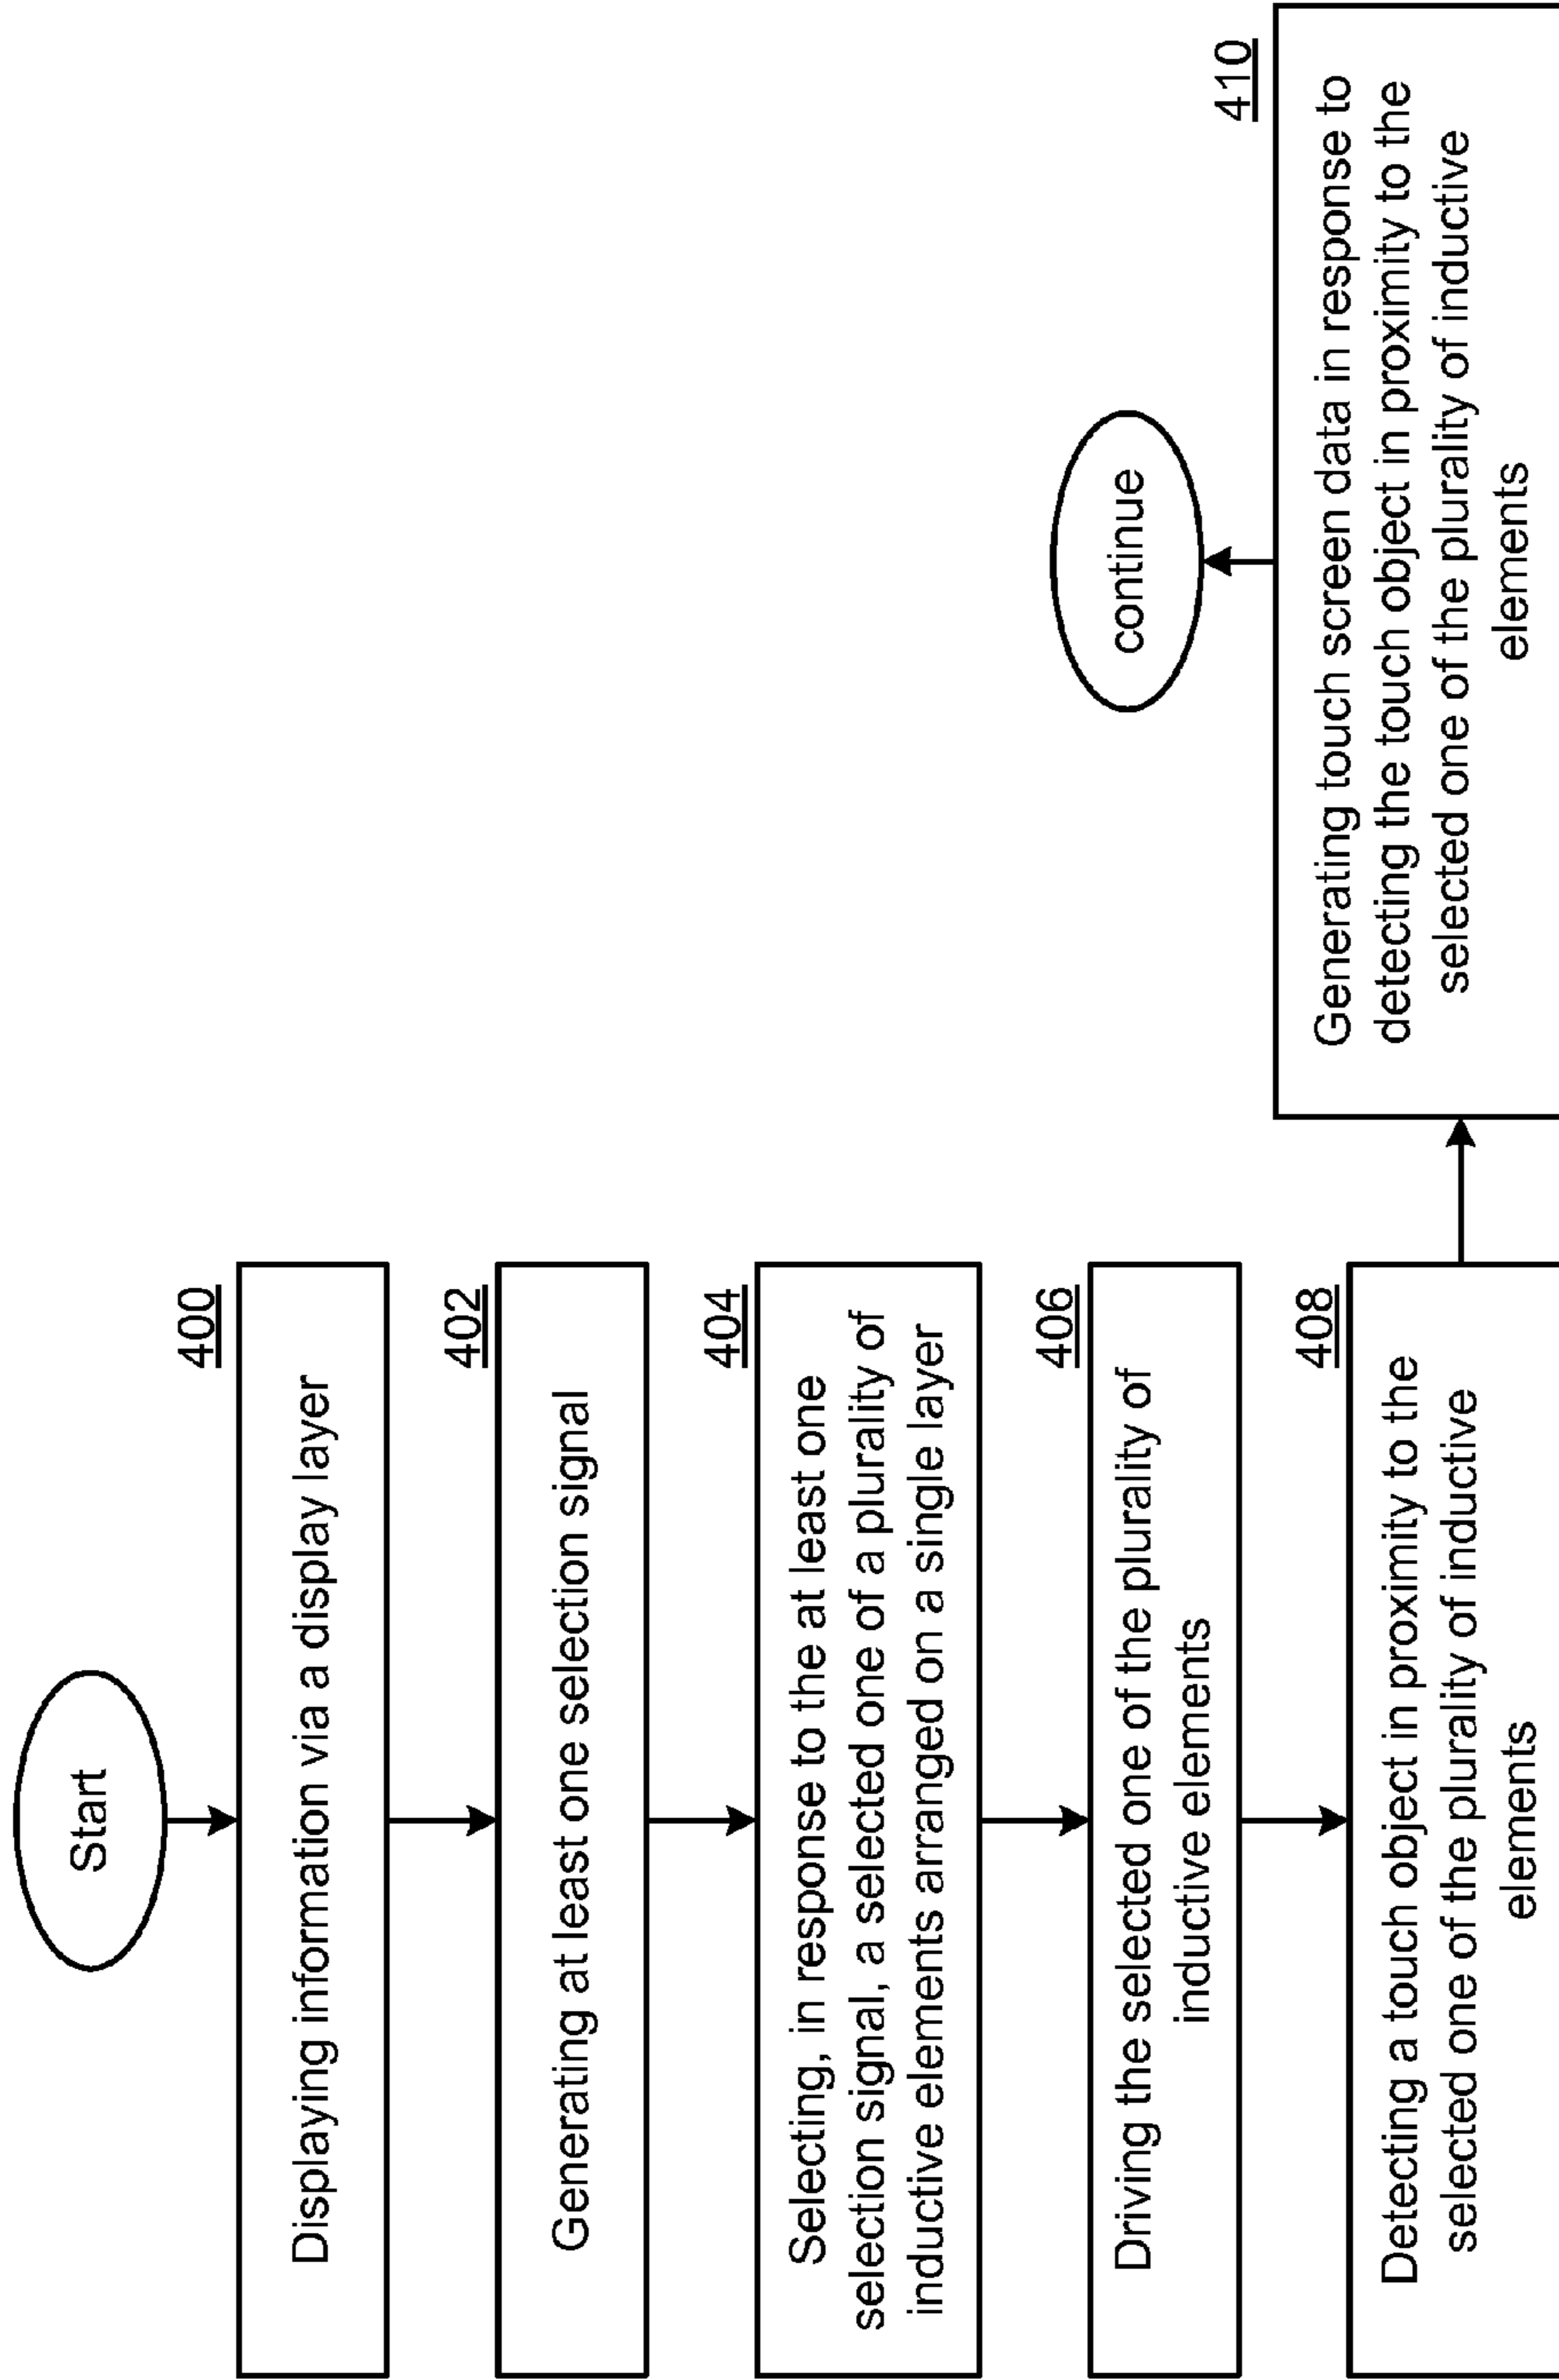 Start
400
Displaying information via a display layer
402
Generating at least one selection signal
404
Selecting, in response to the at least one
selection signal, a selected one of a plurality of
inductive elements arranged on a single layer
406
Driving the selected one of the plurality of
inductive elements
408
Detecting a touch object in proximity to the
selected one of the plurality of inductive
elements
410
Generating touch screen data in response to
detecting the touch object in proximity to the
selected one of the plurality of inductive
elements
continue